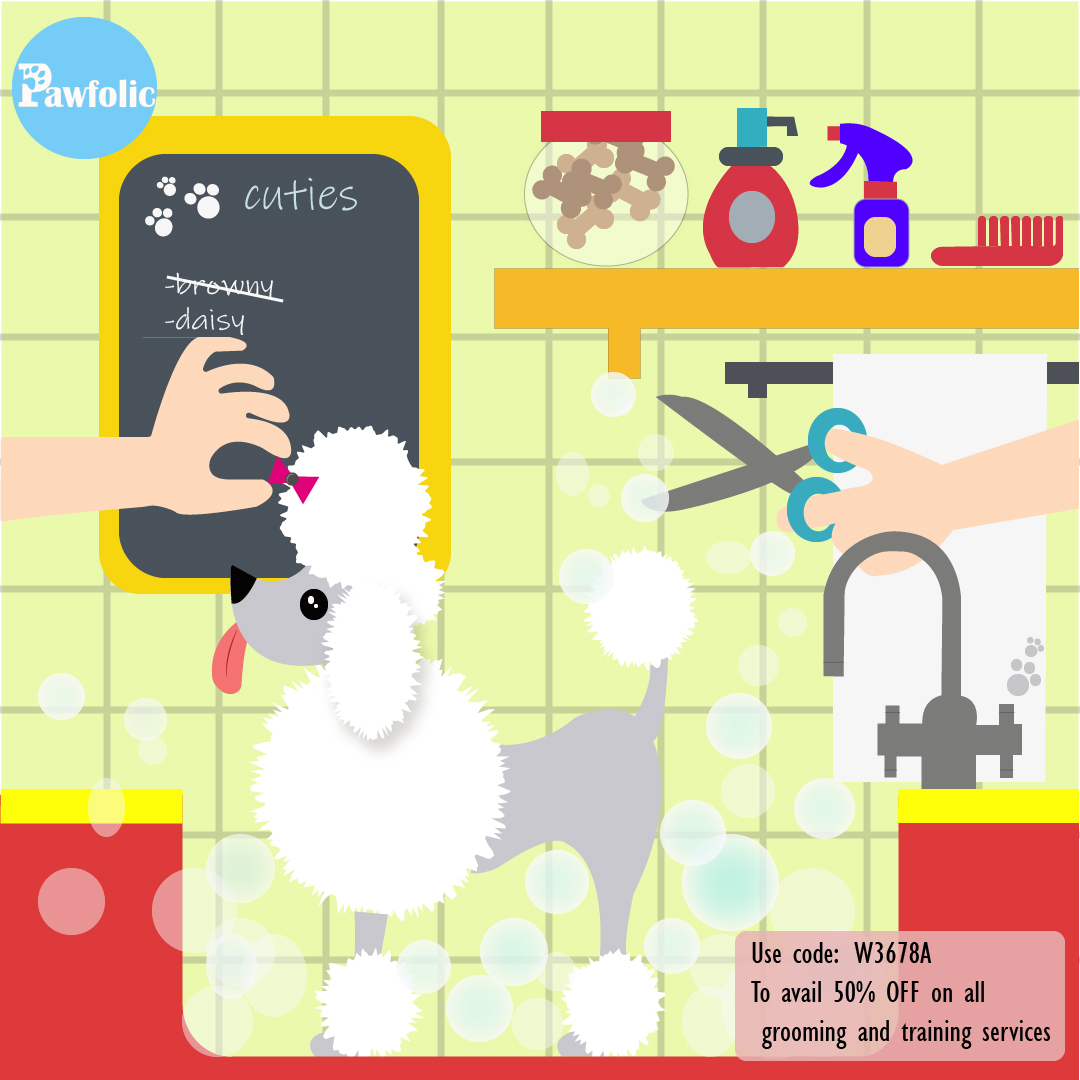 Pawfolic
cuties
-browny
-daisy
Use code: W3678A
To avail 50% OFF on all
grooming and training services